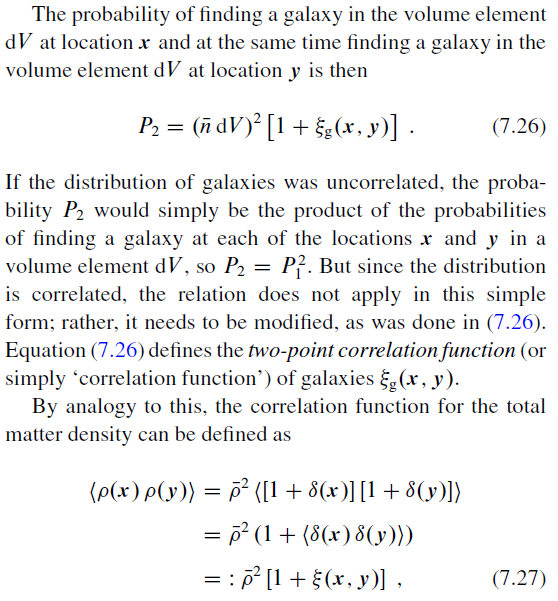 The probability of finding a galaxy in the volume element
dV at location x and at the same time finding a galaxy in the
volume element dV at location y is then
P₂ = (n̄ dV)² [1 + ξg(x, y)] . (7.26)
If the distribution of galaxies was uncorrelated, the proba-
bility P₂ would simply be the product of the probabilities
of finding a galaxy at each of the locations x and y in a
volume element dV, so P₂ = P₁². But since the distribution
is correlated, the relation does not apply in this simple
form; rather, it needs to be modified, as was done in (7.26).
Equation (7.26) defines the two-point correlation function (or
simply ‘correlation function’) of galaxies ξg(x, y).
By analogy to this, the correlation function for the total
matter density can be defined as
⟨ρ(x) ρ(y)⟩ = ρ̄² ⟨[1 + δ(x)] [1 + δ(y)]⟩
= ρ̄² (1 + ⟨δ(x) δ(y)⟩)
= : ρ̄² [1 + ξ(x, y)] , (7.27)